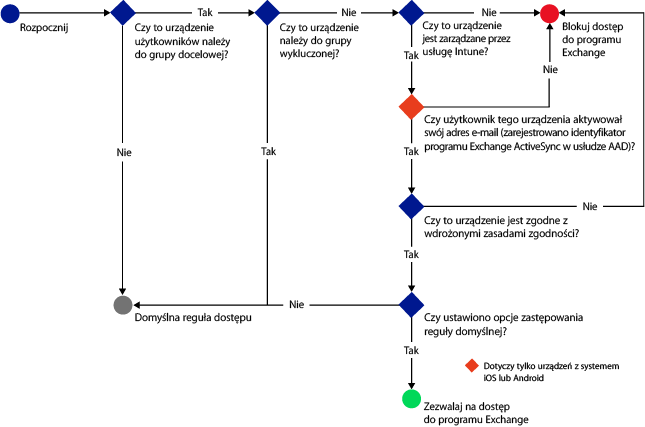 Rozpocznij
Tak
Czy to urządzenie
użytkowników należy
do grupy docelowej?
Nie
Czy to urządzenie
należy do grupy
wykluczonej?
Nie
Czy to urządzenie
jest zarządzane przez
usługę Intune?
Blokuj dostęp
do programu
Exchange
Tak
Nie
Czy użytkownik tego urządzenia aktywował
swój adres e-mail (zarejestrowano identyfikator
programu Exchange ActiveSync w usłudze AAD)?
Nie
Tak
Tak
Nie
Czy to urządzenie jest zgodne z
wdrożonymi zasadami zgodności?
Tak
Domyślna reguła dostępu
Nie
Czy ustawiono opcje zastępowania
reguły domyślnej?
Tak
Dotyczy tylko urządzeń z systemem
iOS lub Android
Zezwalaj na dostęp
do programu Exchange